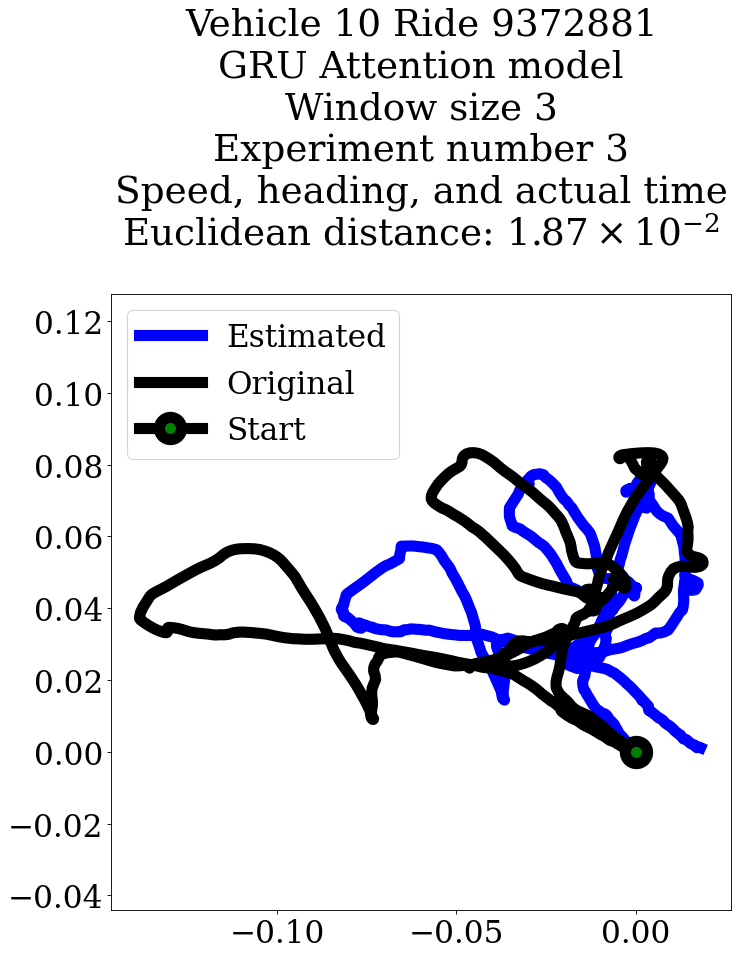 Vehicle 10 Ride 9372881
GRU Attention model
Window size 3
Experiment number 3
Speed, heading, and actual time
Euclidean distance: 1.87 × 10⁻²
0.12
0.10
0.08
0.06
0.04
0.02
0.00
−0.02
−0.04
Estimated
Original
Start
−0.10 −0.05 0.00